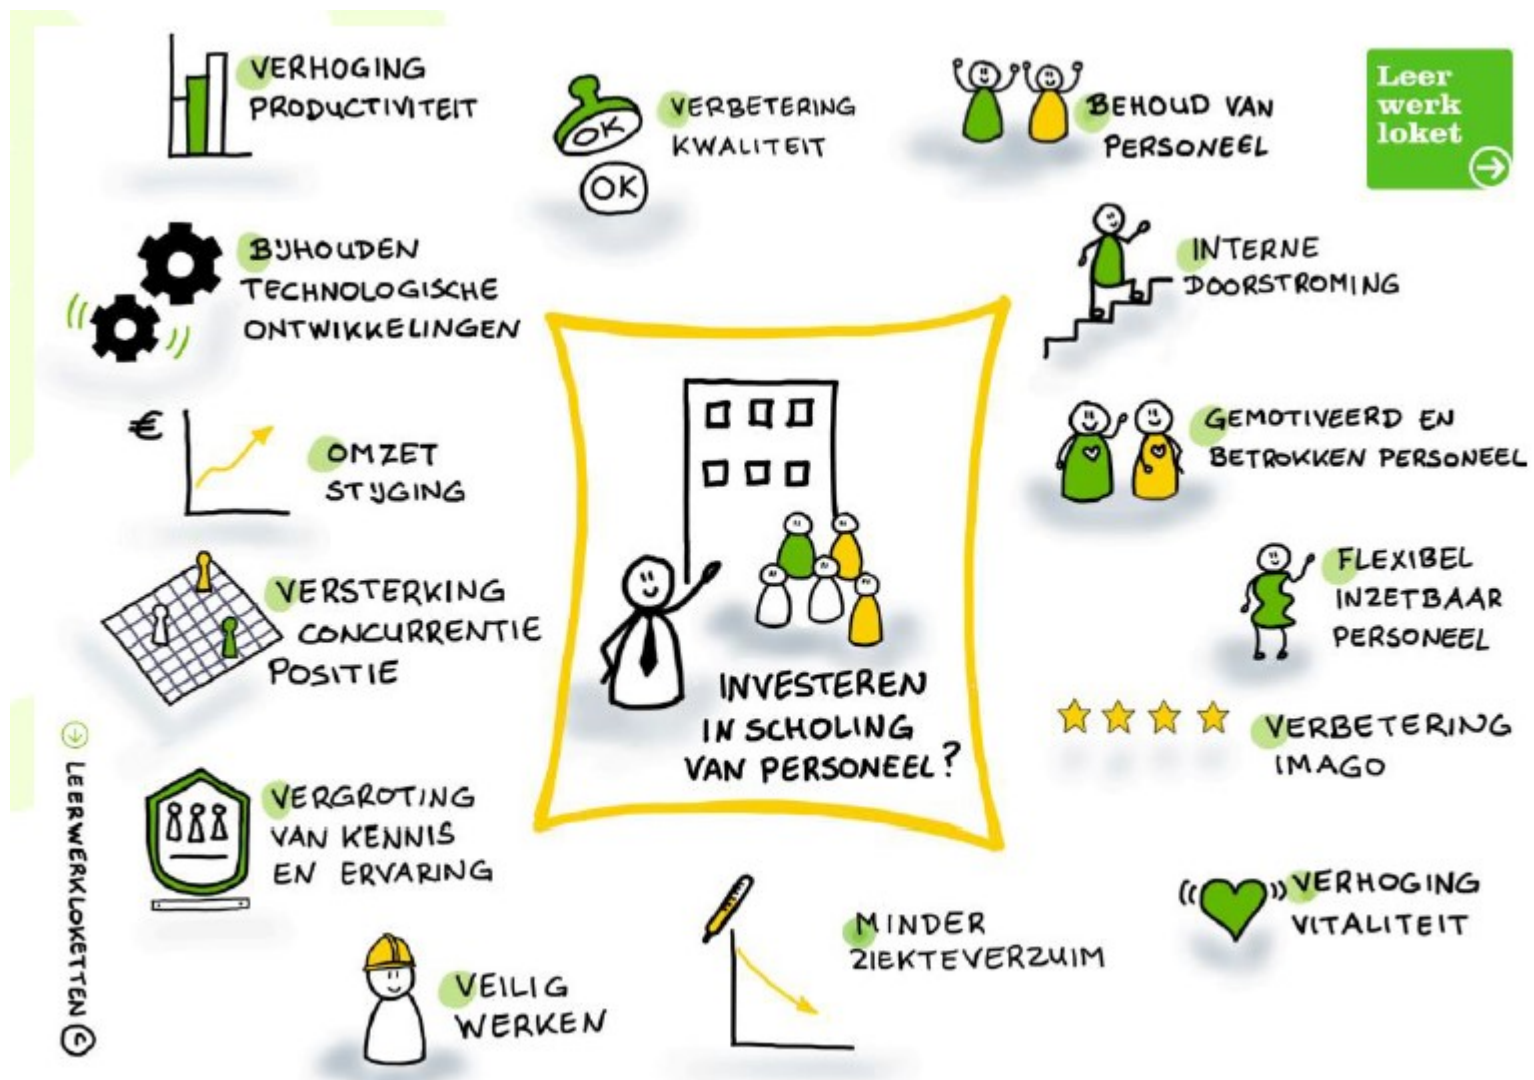 VERHOGING
PRODUCTIVITEIT
OK
OK
VERBETERING
KWALITEIT
BEHOUD VAN
PERSONEEL
Leer
werk
loket
BIJHOUDEN
TECHNOLOGISCHE
ONTWIKKELINGEN
INTERNE
DOORSTROMING
€
OMZET
STIJGING
GEMOTIVEERD EN
BETROKKEN PERSONEEL
VERSTERKING
CONCURRENTIE
POSITIE
FLEXIBEL
INZETBAAR
PERSONEEL
INVESTEREN
IN SCHOLING
VAN PERSONEEL?
VERBETERING
IMAGO
VERGROTING
VAN KENNIS
EN ERVARING
VERHOGING
VITALITEIT
MINDER
ZIEKTEVERZUIM
VEILIG
WERKEN
LEERWERKLOKETTEN ©